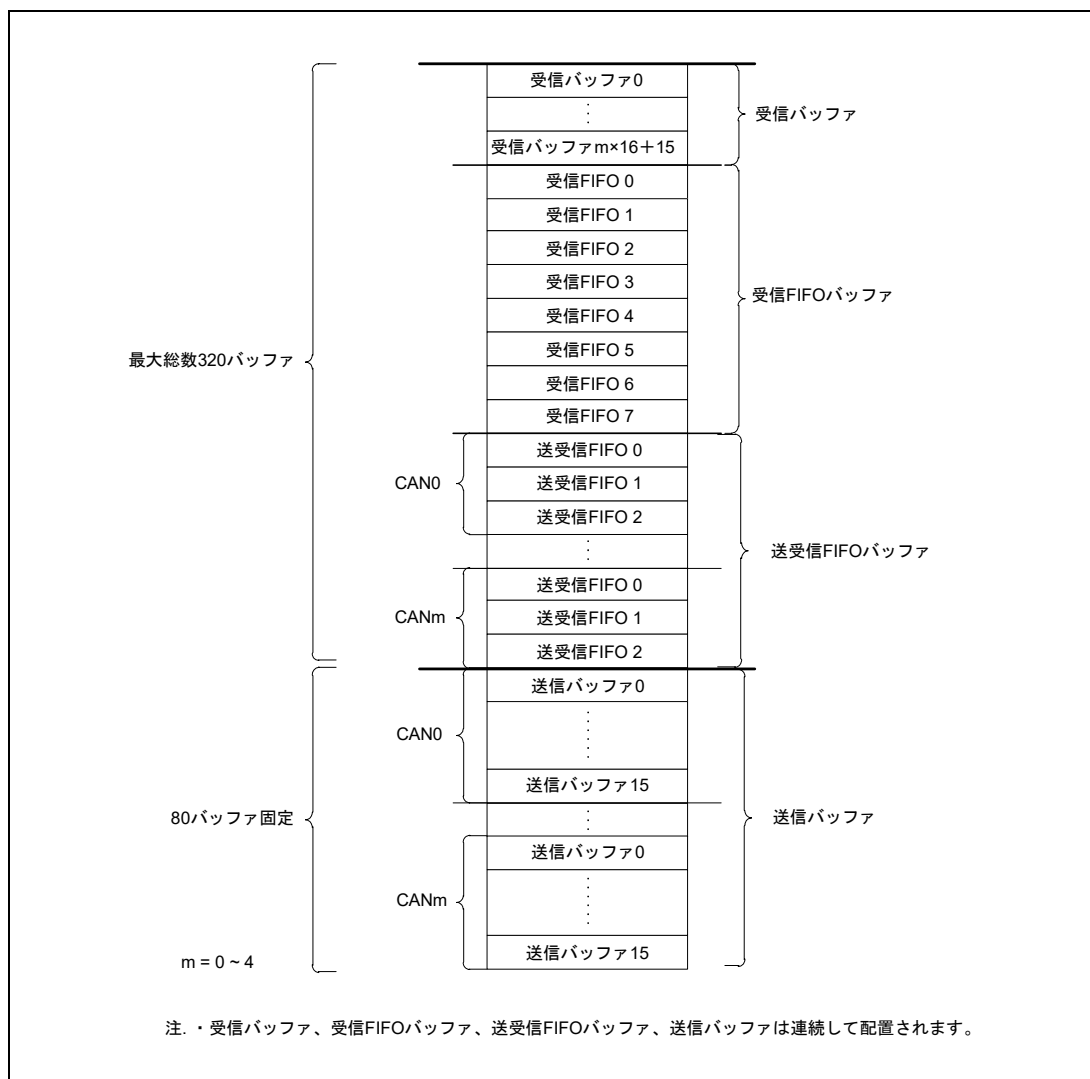 受信バッファ0
⋮
受信バッファm×16+15
受信バッファ
受信FIFO 0
受信FIFO 1
受信FIFO 2
受信FIFO 3
受信FIFO 4
受信FIFO 5
受信FIFO 6
受信FIFO 7
受信FIFOバッファ
最大総数320バッファ
CAN0
送受信FIFO 0
送受信FIFO 1
送受信FIFO 2
⋮
CANm
送受信FIFO 0
送受信FIFO 1
送受信FIFO 2
送受信FIFOバッファ
CAN0
送信バッファ0
⋮
送信バッファ15
⋮
CANm
送信バッファ0
⋮
送信バッファ15
送信バッファ
80バッファ固定
m = 0 ~ 4
注. ・受信バッファ、受信FIFOバッファ、送受信FIFOバッファ、送信バッファは連続して配置されます。